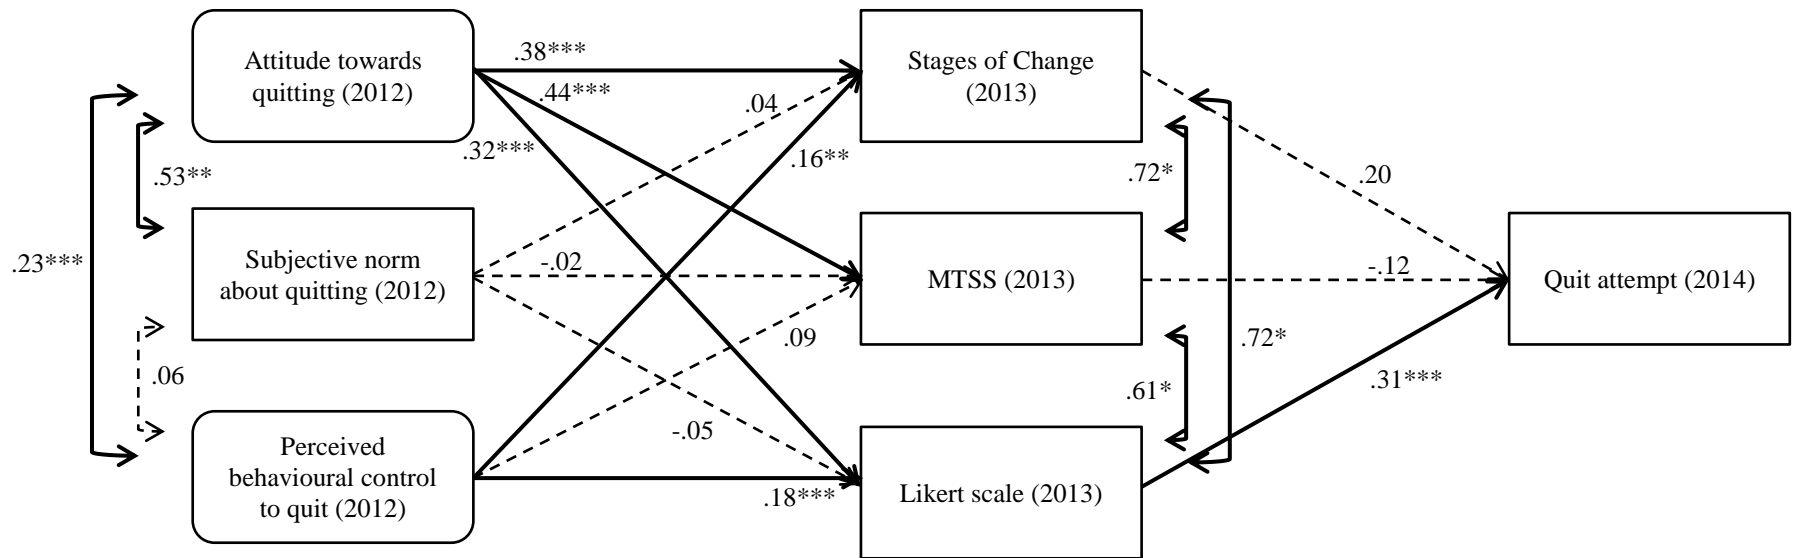 Attitude towards
quitting (2012)
Subjective norm
about quitting (2012)
Perceived
behavioural control
to quit (2012)
.23***
.53**
.06
.38***
.44***
.32***
.04
.16**
-.02
.09
-.05
.18***
Stages of Change
(2013)
MTSS (2013)
Likert scale (2013)
.72*
.61*
.72*
.20
-.12
.31***
Quit attempt (2014)